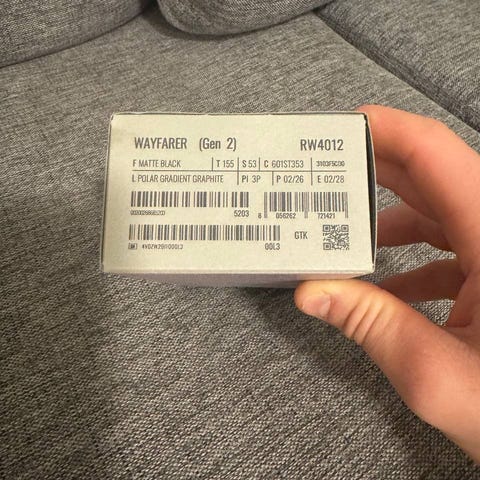 WAYFARER (Gen 2) RW4012
F MATTE BLACK T 155 S 53 C 601ST353
L POLAR GRADIENT GRAPHITE PI 3P P 02/26 E 02/28
5203 8 056262 721421
00L3 GTK